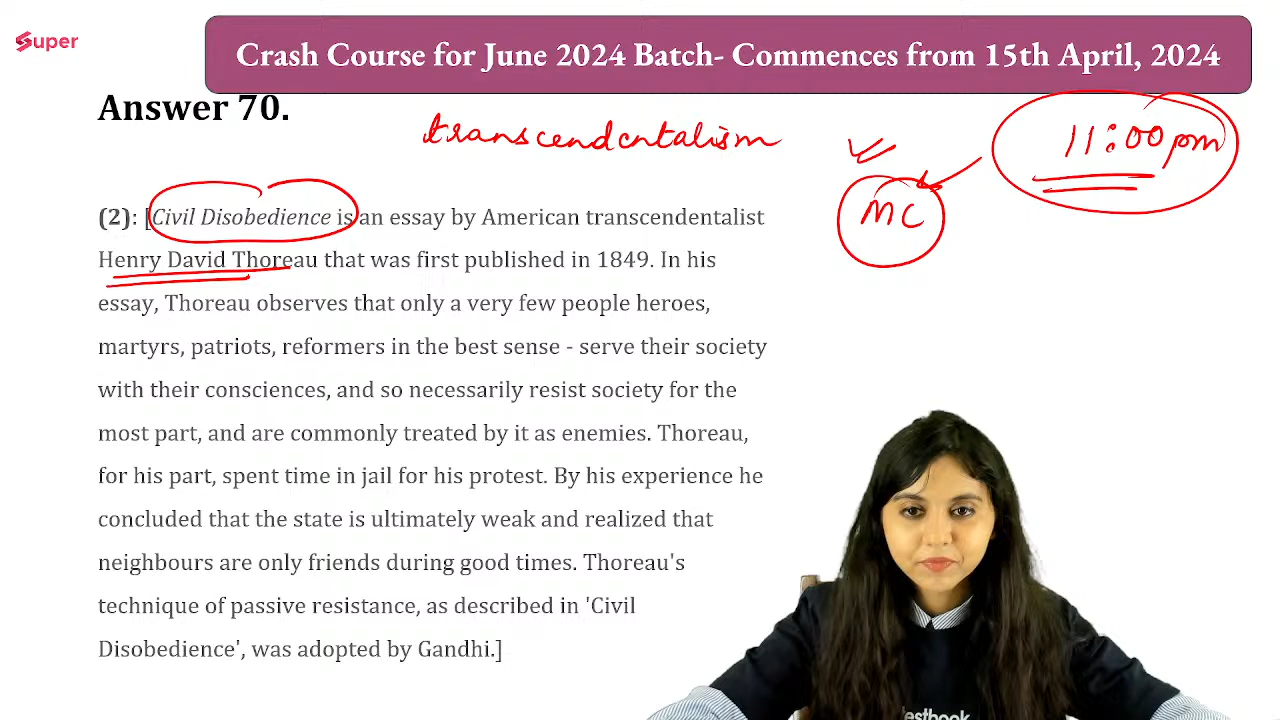 Super
Crash Course for June 2024 Batch- Commences from 15th April, 2024
Answer 70.
transcendentalism
11:00 pm
MC
(2): [Civil Disobedience is an essay by American transcendentalist
Henry David Thoreau that was first published in 1849. In his
essay, Thoreau observes that only a very few people heroes,
martyrs, patriots, reformers in the best sense - serve their society
with their consciences, and so necessarily resist society for the
most part, and are commonly treated by it as enemies. Thoreau,
for his part, spent time in jail for his protest. By his experience he
concluded that the state is ultimately weak and realized that
neighbours are only friends during good times. Thoreau's
technique of passive resistance, as described in 'Civil
Disobedience', was adopted by Gandhi.]
estbook